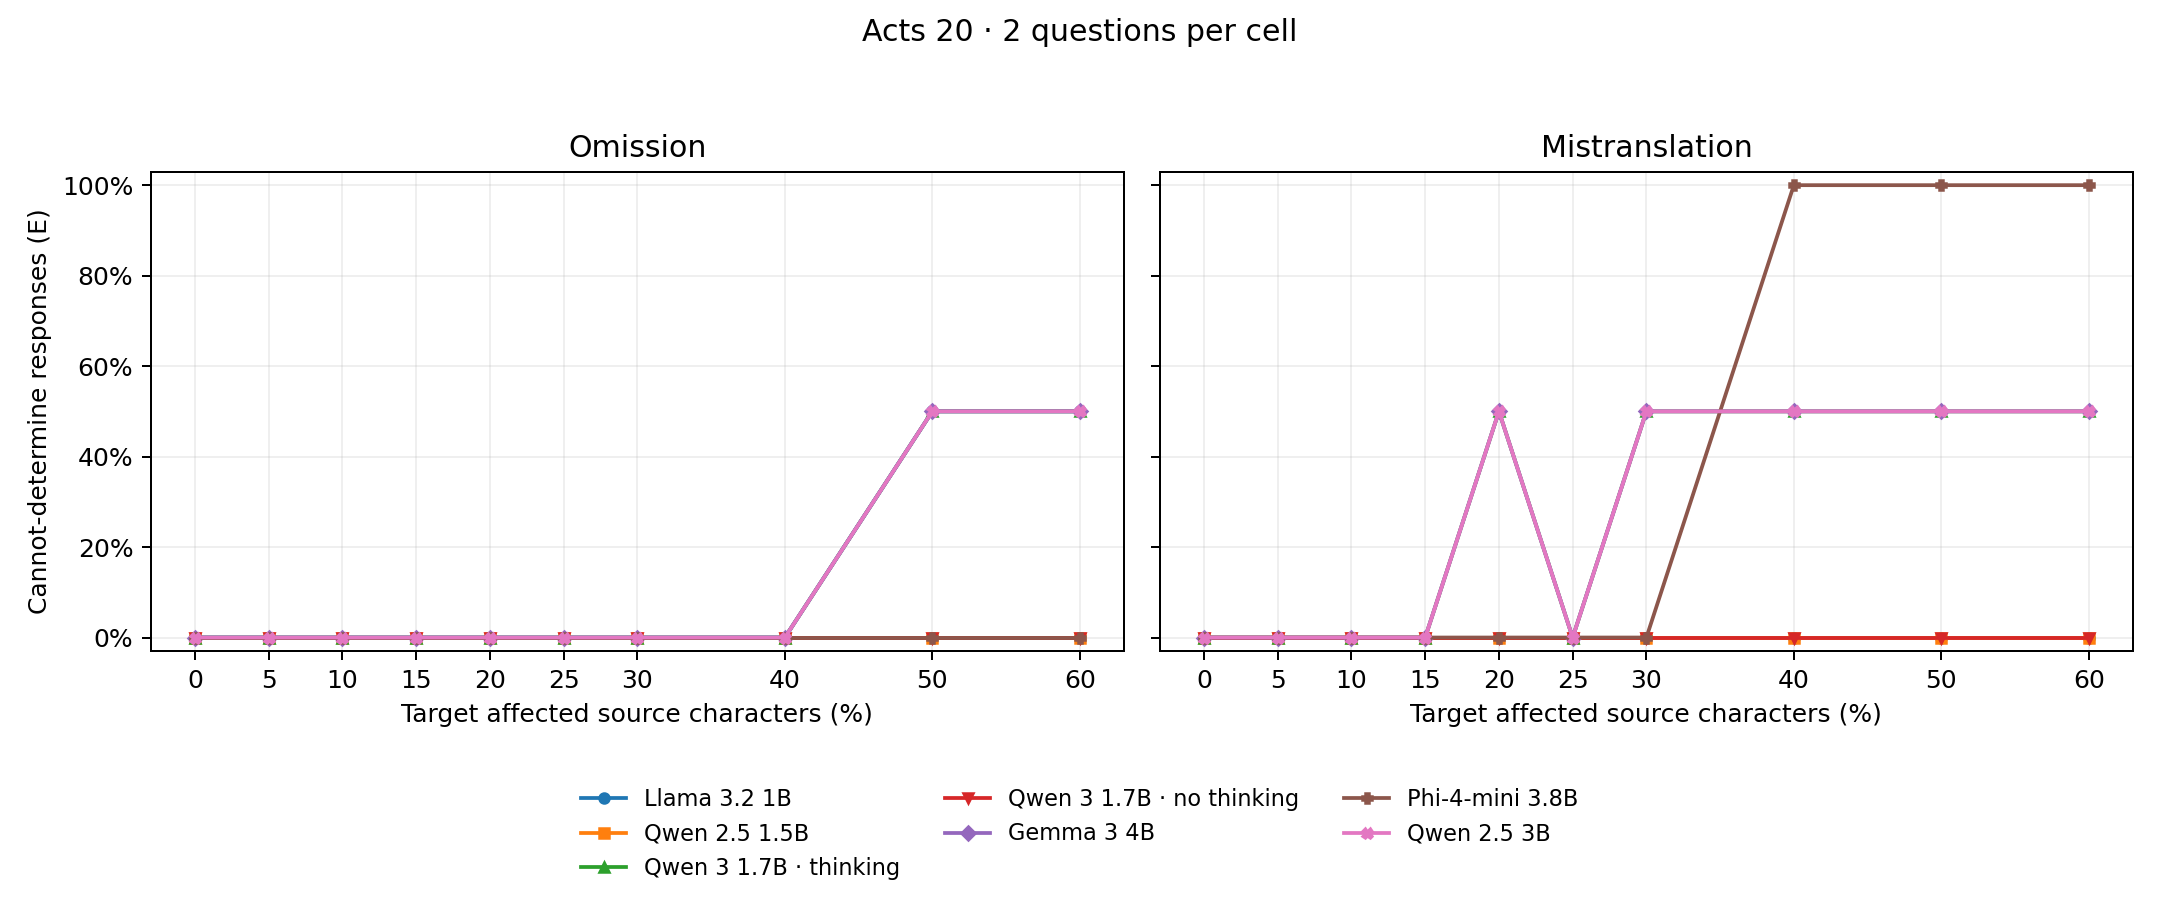 Acts 20 · 2 questions per cell
Omission
Mistranslation
Cannot-determine responses (E)
100%
80%
60%
40%
20%
0%
0 5 10 15 20 25 30 40 50 60
0 5 10 15 20 25 30 40 50 60
Target affected source characters (%)
Target affected source characters (%)
Llama 3.2 1B
Qwen 2.5 1.5B
Qwen 3 1.7B · thinking
Qwen 3 1.7B · no thinking
Gemma 3 4B
Phi-4-mini 3.8B
Qwen 2.5 3B